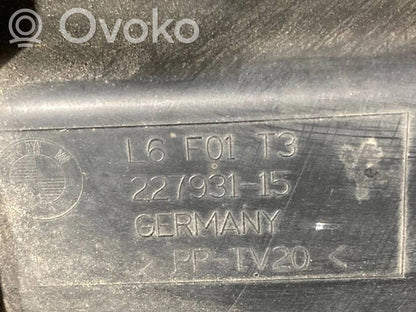 Ovoko
L6 F01 T3
227931-15
GERMANY
> PP-TV20 <